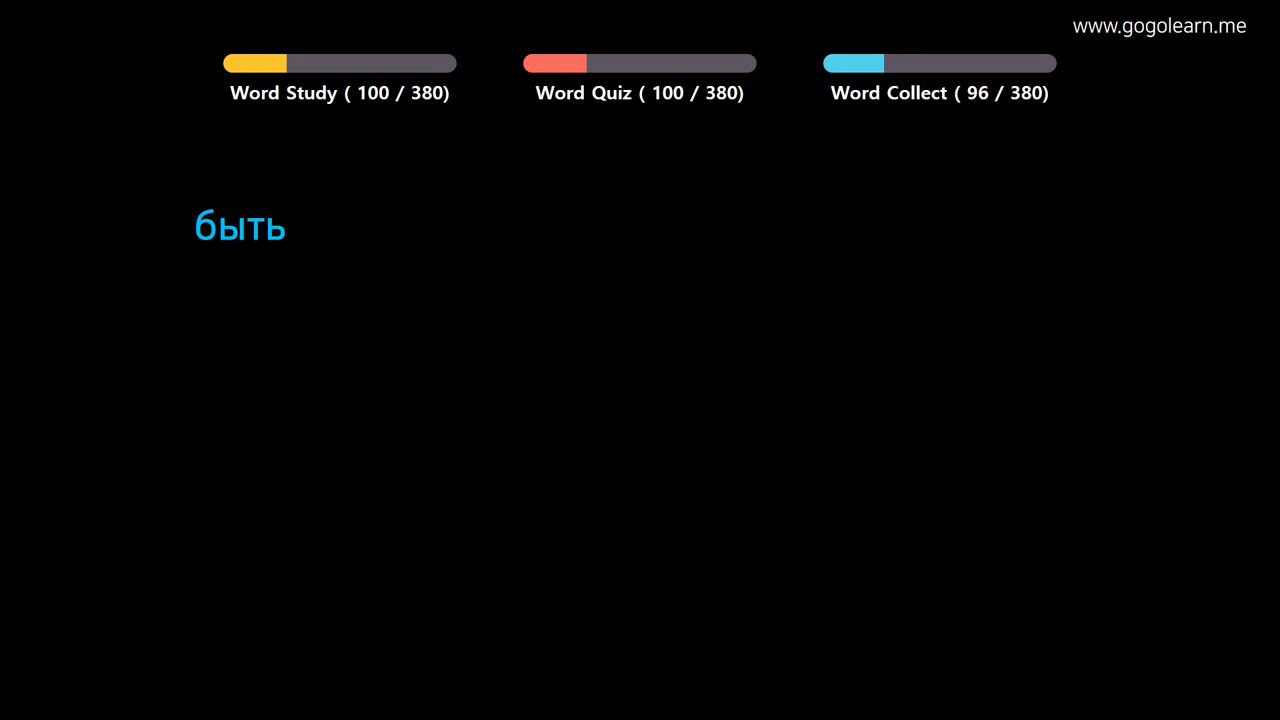 www.gogolearn.me
Word Study ( 100 / 380)
Word Quiz ( 100 / 380)
Word Collect ( 96 / 380)
быть